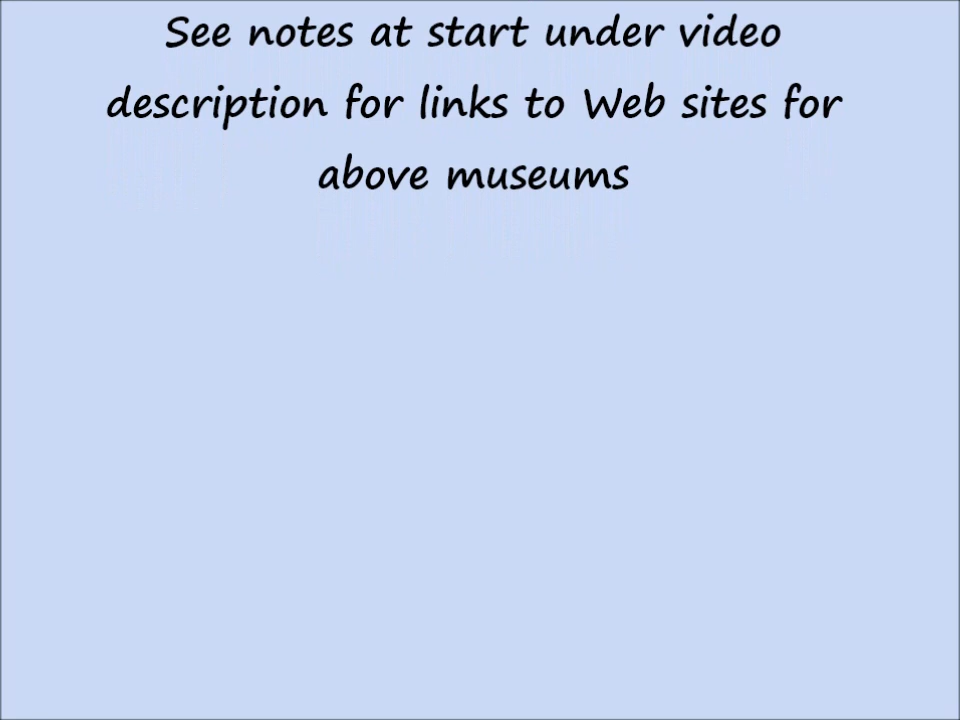 See notes at start under video
description for links to Web sites for
above museums